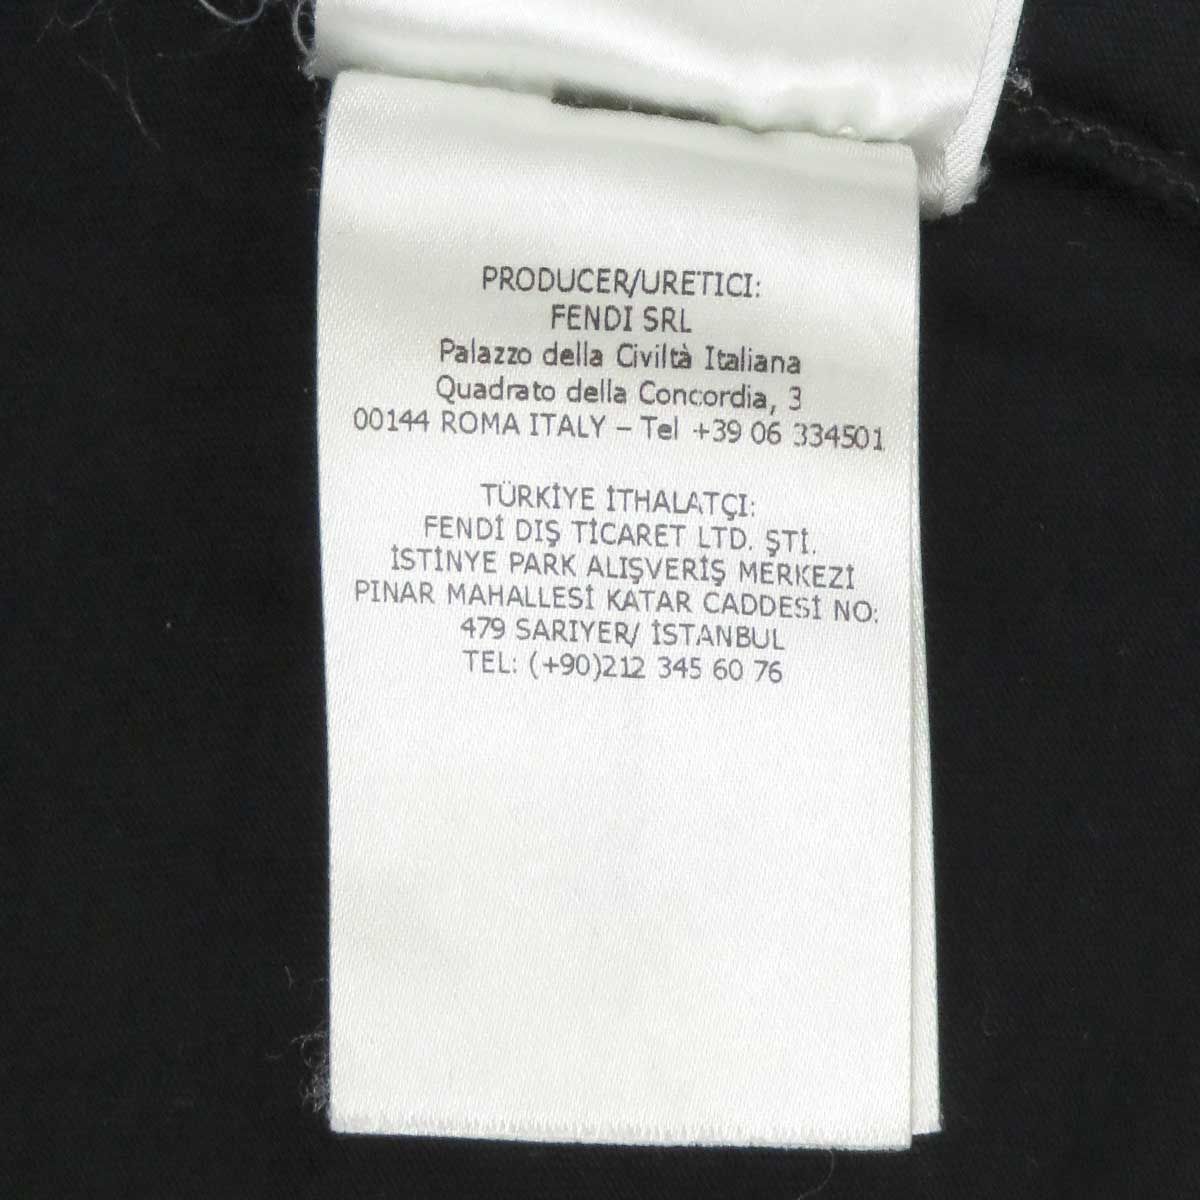 PRODUCER/URETICI:
FENDI SRL
Palazzo della Civiltà Italiana
Quadrato della Concordia, 3
00144 ROMA ITALY – Tel +39 06 334501
TÜRKİYE İTHALATÇI:
FENDİ DIŞ TİCARET LTD. ŞTİ.
İSTİNYE PARK ALIŞVERİŞ MERKEZİ
PINAR MAHALLESİ KATAR CADDESİ NO:
479 SARIYER/ İSTANBUL
TEL: (+90)212 345 60 76